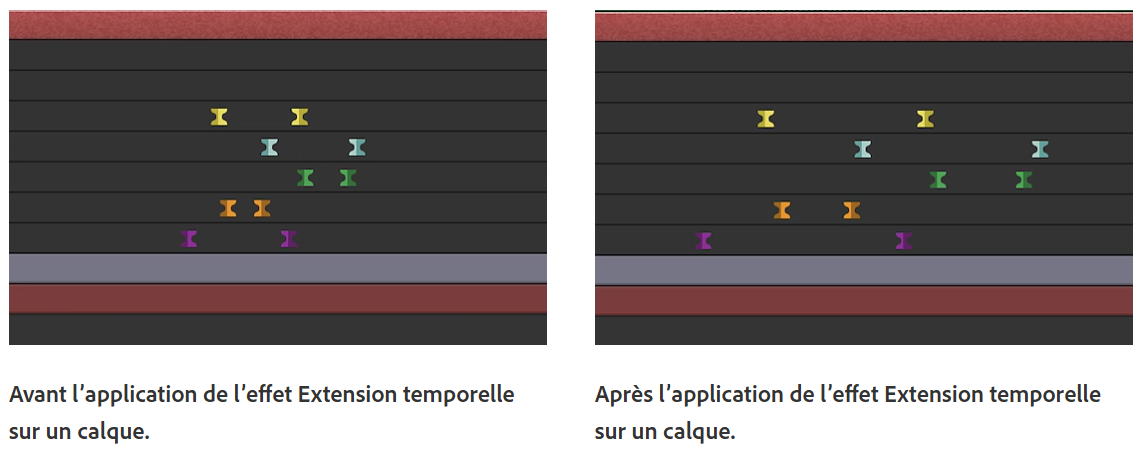 Avant l’application de l’effet Extension temporelle
sur un calque.
Après l’application de l’effet Extension temporelle
sur un calque.